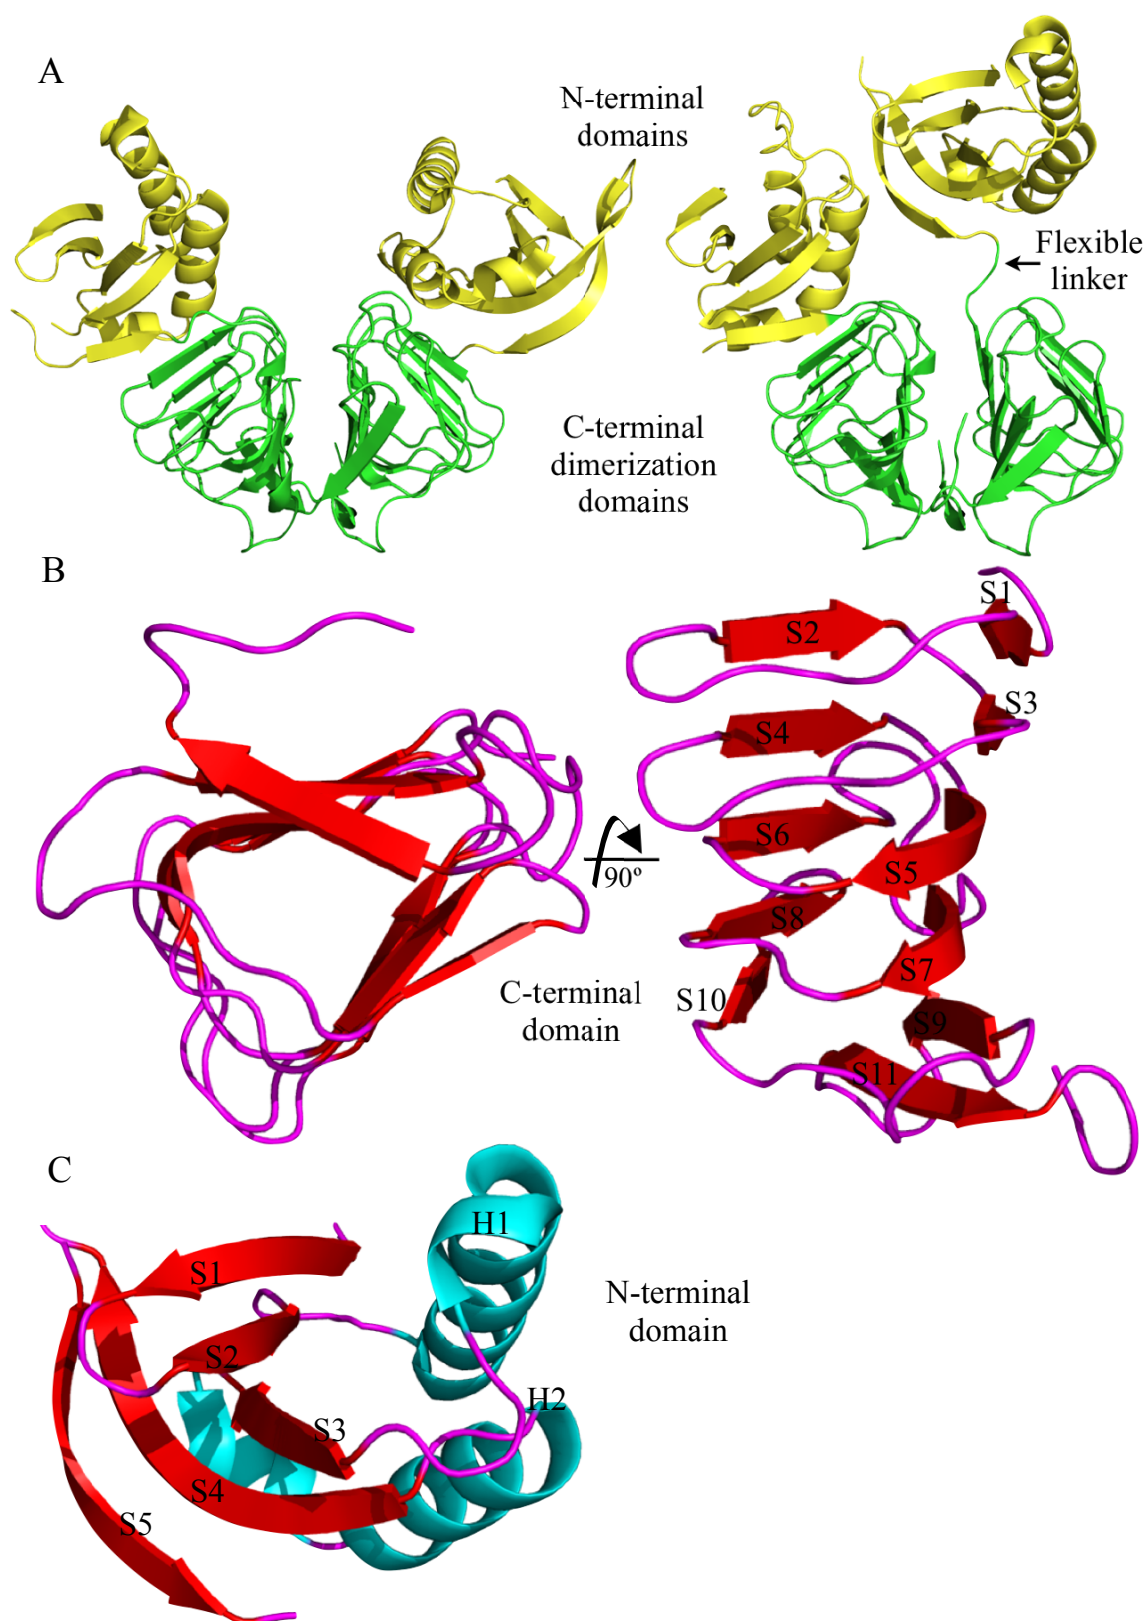 A
N-terminal
domains
Flexible
linker
C-terminal
dimerization
domains
B
S1
S2
S3
S4
S6
S5
90º
S8
S7
C-terminal
domain
S10
S9
S11
C
H1
S1
N-terminal
domain
S2
H2
S3
S4
S5